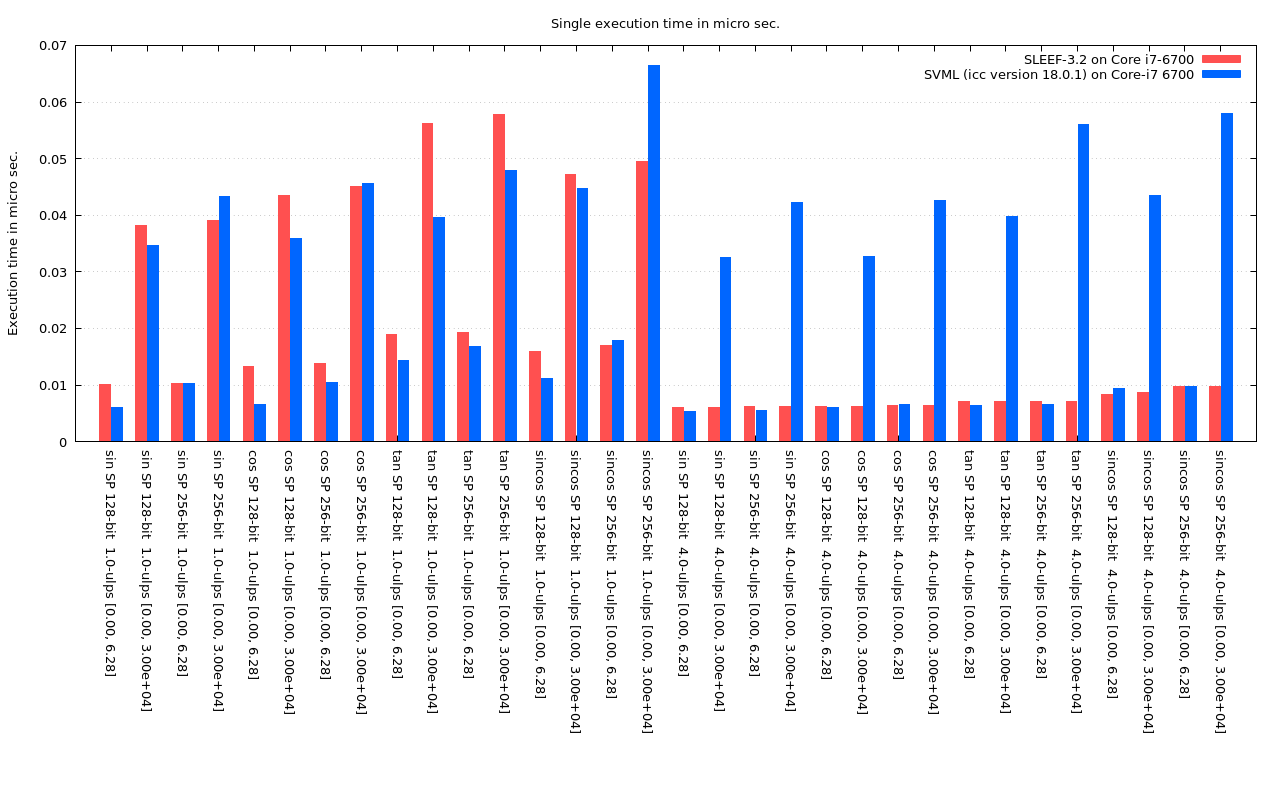 Single execution time in micro sec.
SLEEF-3.2 on Core i7-6700
SVML (icc version 18.0.1) on Core-i7 6700
Execution time in micro sec.
0.07
0.06
0.05
0.04
0.03
0.02
0.01
0
sin SP 128-bit 1.0-ulps [0.00, 6.28]
sin SP 128-bit 1.0-ulps [0.00, 3.00e+04]
sin SP 256-bit 1.0-ulps [0.00, 6.28]
sin SP 256-bit 1.0-ulps [0.00, 3.00e+04]
cos SP 128-bit 1.0-ulps [0.00, 6.28]
cos SP 128-bit 1.0-ulps [0.00, 3.00e+04]
cos SP 256-bit 1.0-ulps [0.00, 6.28]
cos SP 256-bit 1.0-ulps [0.00, 3.00e+04]
tan SP 128-bit 1.0-ulps [0.00, 6.28]
tan SP 128-bit 1.0-ulps [0.00, 3.00e+04]
tan SP 256-bit 1.0-ulps [0.00, 6.28]
tan SP 256-bit 1.0-ulps [0.00, 3.00e+04]
sincos SP 128-bit 1.0-ulps [0.00, 6.28]
sincos SP 128-bit 1.0-ulps [0.00, 3.00e+04]
sincos SP 256-bit 1.0-ulps [0.00, 6.28]
sincos SP 256-bit 1.0-ulps [0.00, 3.00e+04]
sin SP 128-bit 4.0-ulps [0.00, 6.28]
sin SP 128-bit 4.0-ulps [0.00, 3.00e+04]
sin SP 256-bit 4.0-ulps [0.00, 6.28]
sin SP 256-bit 4.0-ulps [0.00, 3.00e+04]
cos SP 128-bit 4.0-ulps [0.00, 6.28]
cos SP 128-bit 4.0-ulps [0.00, 3.00e+04]
cos SP 256-bit 4.0-ulps [0.00, 6.28]
cos SP 256-bit 4.0-ulps [0.00, 3.00e+04]
tan SP 128-bit 4.0-ulps [0.00, 6.28]
tan SP 128-bit 4.0-ulps [0.00, 3.00e+04]
tan SP 256-bit 4.0-ulps [0.00, 6.28]
tan SP 256-bit 4.0-ulps [0.00, 3.00e+04]
sincos SP 128-bit 4.0-ulps [0.00, 6.28]
sincos SP 128-bit 4.0-ulps [0.00, 3.00e+04]
sincos SP 256-bit 4.0-ulps [0.00, 6.28]
sincos SP 256-bit 4.0-ulps [0.00, 3.00e+04]